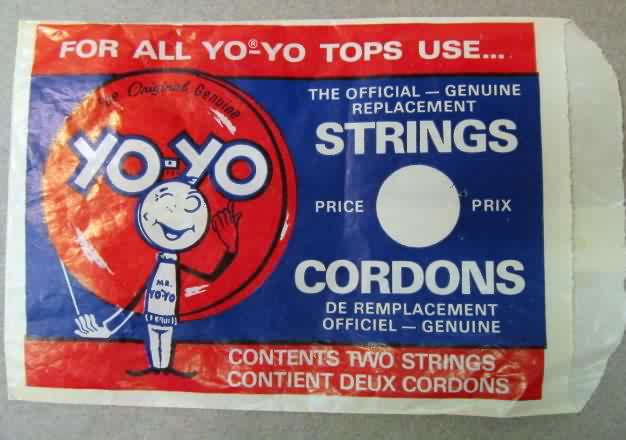 FOR ALL YO®-YO TOPS USE...
The Original Genuine
YO-YO
THE OFFICIAL — GENUINE
REPLACEMENT
STRINGS
PRICE PRIX
CORDONS
DE REMPLACEMENT
OFFICIEL — GENUINE
MR.
YO-YO
CONTENTS TWO STRINGS
CONTIENT DEUX CORDONS